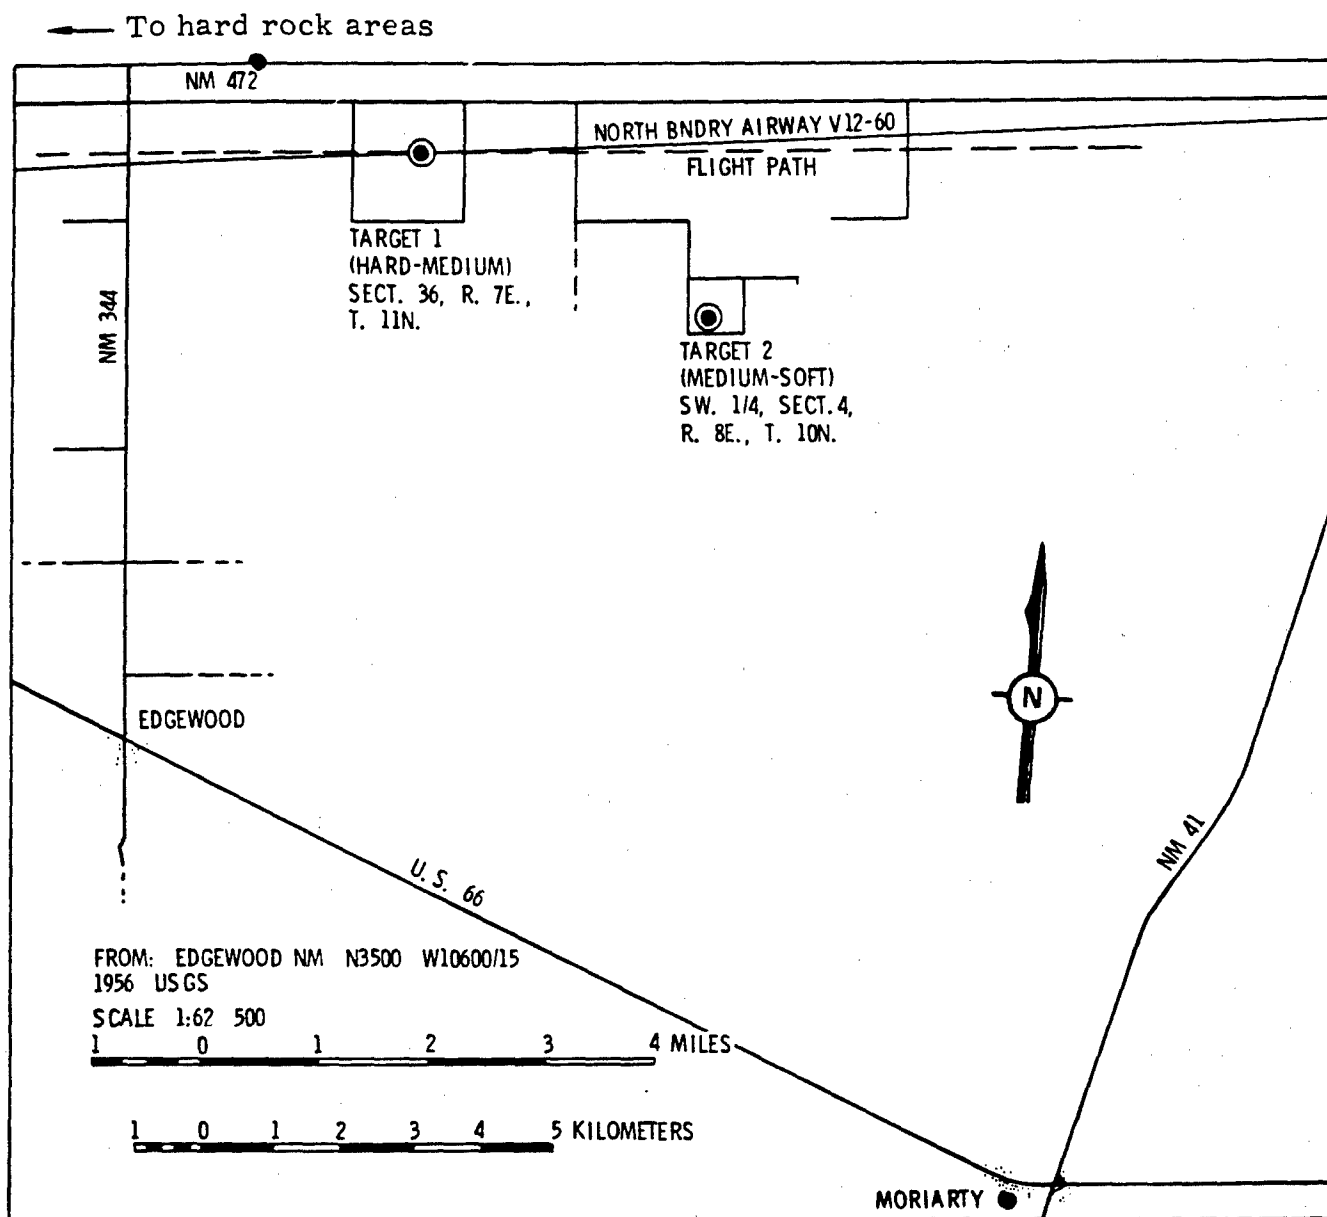 To hard rock areas
NM 472
NORTH BNDRY AIRWAY V12-60
FLIGHT PATH
TARGET 1
(HARD-MEDIUM)
SECT. 36, R. 7E.,
T. 11N.
NM 344
TARGET 2
(MEDIUM-SOFT)
SW. 1/4, SECT. 4,
R. 8E., T. 10N.
N
EDGEWOOD
NM 41
U.S. 66
FROM: EDGEWOOD NM N3500 W10600/15
1956 USGS
SCALE 1:62 500
1 0 1 2 3 4 MILES
1 0 1 2 3 4 5 KILOMETERS
MORIARTY